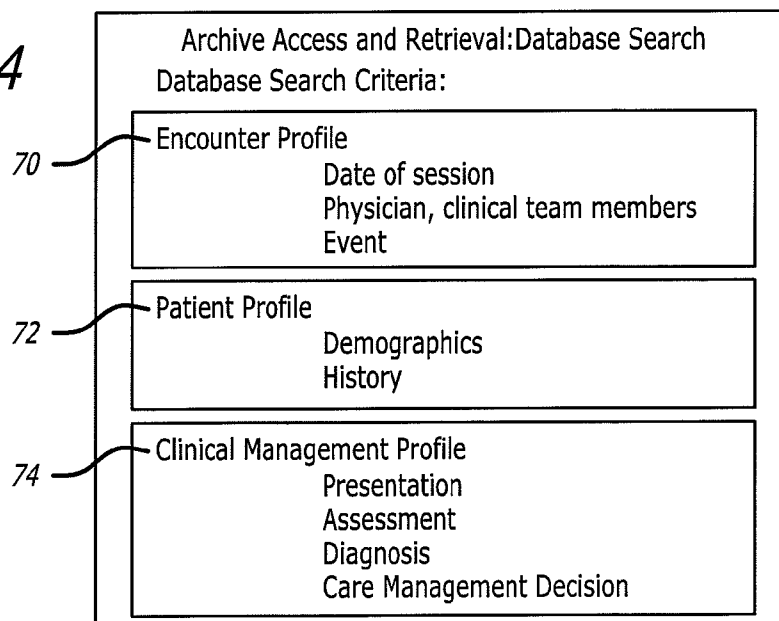 4
Archive Access and Retrieval:Database Search
Database Search Criteria:
70
Encounter Profile
Date of session
Physician, clinical team members
Event
72
Patient Profile
Demographics
History
74
Clinical Management Profile
Presentation
Assessment
Diagnosis
Care Management Decision